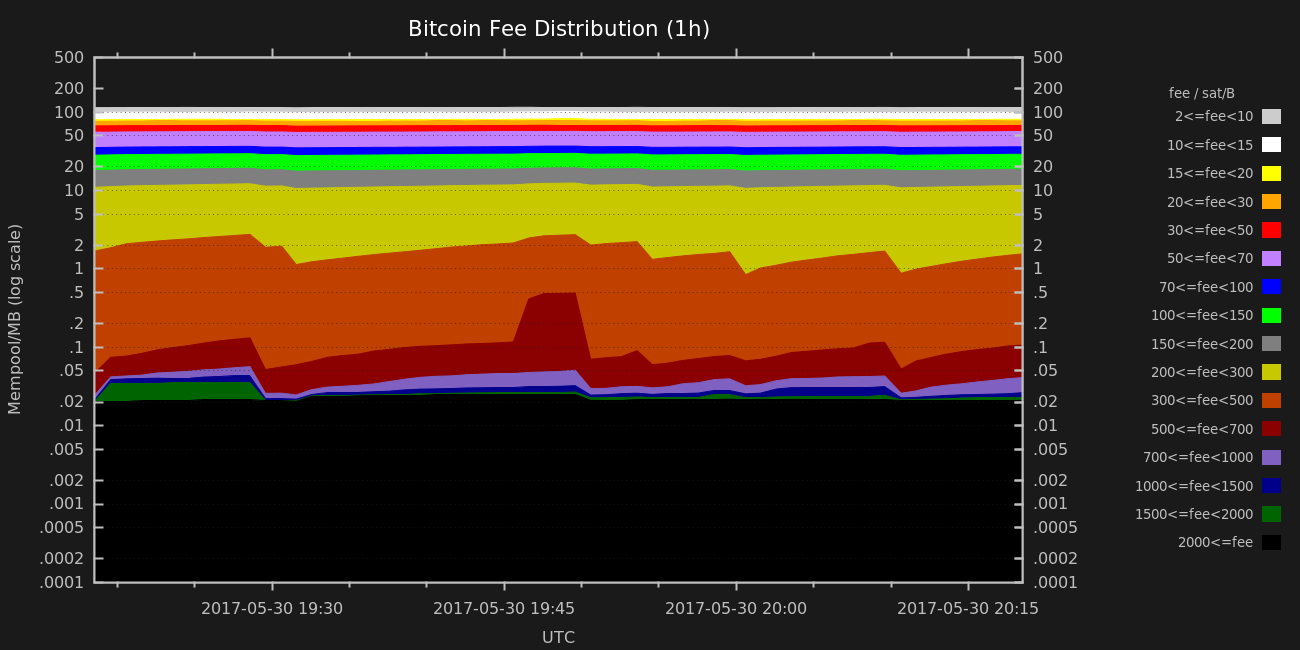 Bitcoin Fee Distribution (1h)
500
200
100
50
20
10
5
2
1
.5
.2
.1
.05
.02
.01
.005
.002
.001
.0005
.0002
.0001
Mempool/MB (log scale)
500
200
100
50
20
10
5
2
1
.5
.2
.1
.05
.02
.01
.005
.002
.001
.0005
.0002
.0001
2017-05-30 19:30
2017-05-30 19:45
2017-05-30 20:00
2017-05-30 20:15
UTC
fee / sat/B
2<=fee<10
10<=fee<15
15<=fee<20
20<=fee<30
30<=fee<50
50<=fee<70
70<=fee<100
100<=fee<150
150<=fee<200
200<=fee<300
300<=fee<500
500<=fee<700
700<=fee<1000
1000<=fee<1500
1500<=fee<2000
2000<=fee